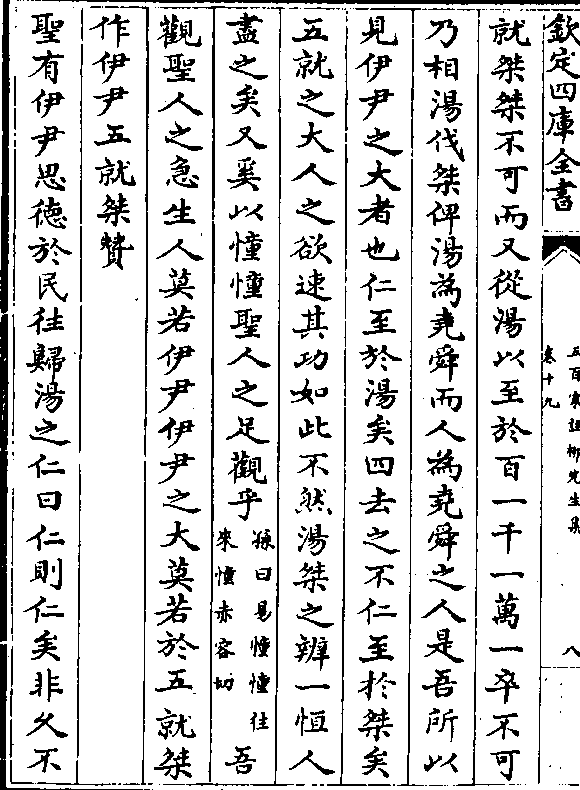 欽定四庫全書
五百家註柳先生集
卷十九
八
就桀桀不可而又從湯以至於百一千一萬一卒不可
乃相湯伐桀俾湯為堯舜而人為堯舜之人是吾所以
見伊尹之大者也仁至於湯矣四去之不仁至於桀矣
五就之大人之欲速其功如此不然湯桀之辨一恒人
盡之矣又奚以憧憧聖人之足觀乎孫曰易憧憧往來憧赤容切吾
觀聖人之急生人莫若伊尹伊尹之大莫若於五就桀
作伊尹五就桀贊
聖有伊尹思德於民往歸湯之仁曰仁則仁矣非久不